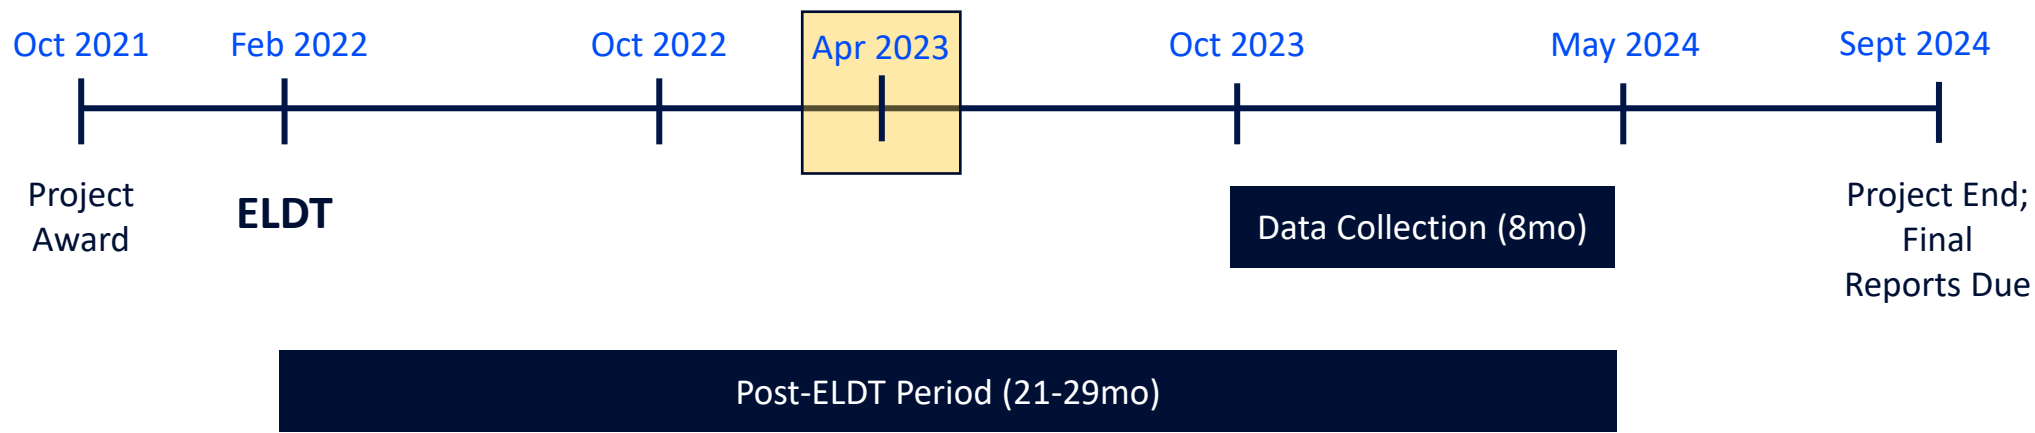 Oct 2021
Feb 2022
Oct 2022
Apr 2023
Oct 2023
May 2024
Sept 2024
Project
Award
ELDT
Data Collection (8mo)
Project End;
Final
Reports Due
Post-ELDT Period (21-29mo)